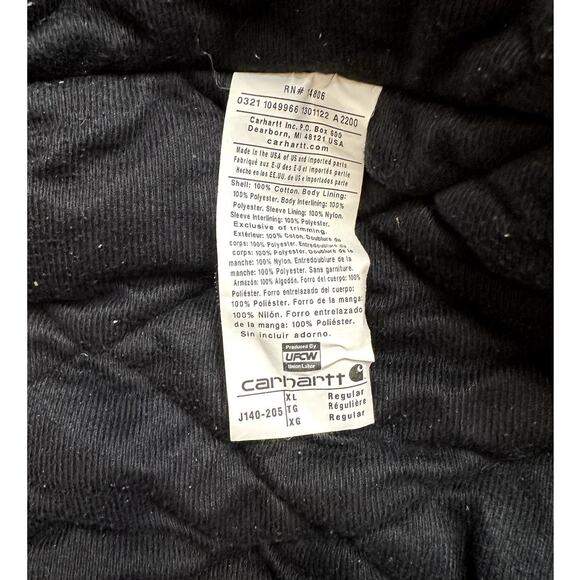 RN# 14806
0321 1049966 1301122 A 2200
Carhartt Inc. P.O. Box 600
Dearborn, MI 48121 USA
carhartt.com
Made in the USA of US and imported parts
Fabriqué aux E-U des E-U et importés partie
Hecho en los EE.UU. de US e importados parte
Shell: 100% Cotton. Body Lining:
100% Polyester. Body Interlining: 100%
Polyester. Sleeve Lining: 100% Nylon.
Sleeve Interlining: 100% Polyester.
Exclusive of trimming.
Extérieur: 100% Coton. Doublure du
corps: 100% Polyester. Entredoublure du
corps: 100% Polyester. Doublure de la
manche: 100% Nylon. Entredoublure de la
manche: 100% Polyester. Sans garniture.
Armazón: 100% Algodón. Forro del cuerpo: 100%
Poliéster. Forro entrelazado del cuerpo:
100% Poliéster. Forro de la manga:
100% Nilón. Forro entrelazado
de la manga: 100% Poliéster.
Sin incluir adorno.
Produced By
UFCW
Union Labor
carhartt
XL Regular
J140-205 TG Régulière
XG Regular